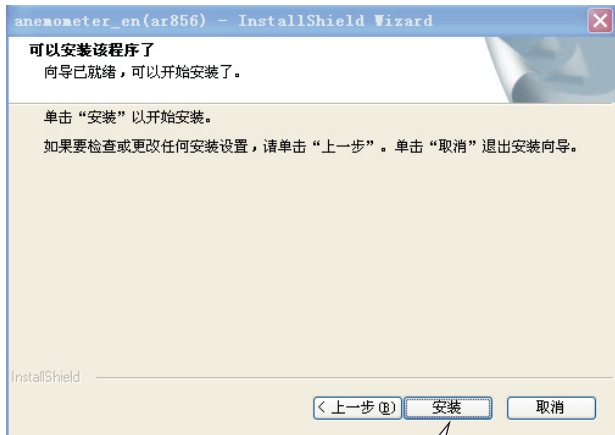 anemometer_en(ar856) - InstallShield Wizard
可以安装该程序了
向导已就绪，可以开始安装了。
单击“安装”以开始安装。
如果要检查或更改任何安装设置，请单击“上一步”。单击“取消”退出安装向导。
InstallShield
< 上一步(B) 安装 取消